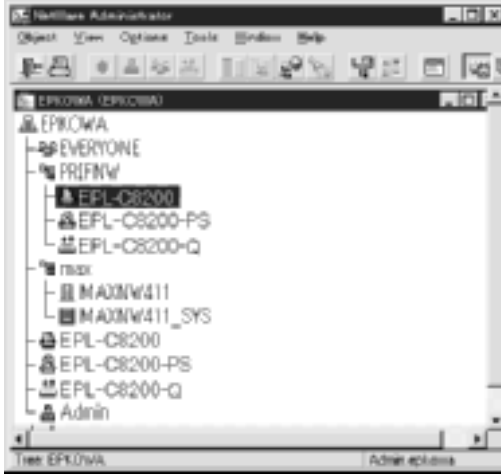 NetWare Administrator
Object View Options Tools Window Help
EPKOWA (EPKOWA)
EPKOWA
EVERYONE
PRIFNW
EPL-C8200
EPL-C8200-PS
EPL-C8200-Q
max
MAXNW411
MAXNW411_SYS
EPL-C8200
EPL-C8200-PS
EPL-C8200-Q
Admin
Tree: EPKOWA Admin.epkowa